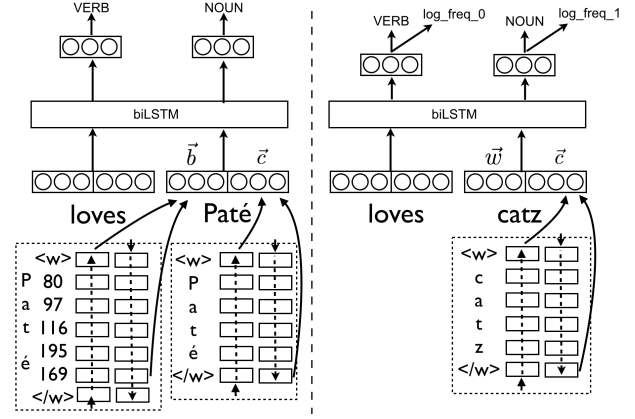 VERB NOUN
biLSTM
b c
loves Paté
<w> <w>
P 80 P
a 97 a
t 116 t
195
é 169 é
</w> </w>
VERB log_freq_0 NOUN log_freq_1
biLSTM
w c
loves catz
<w>
c
a
t
z
</w>